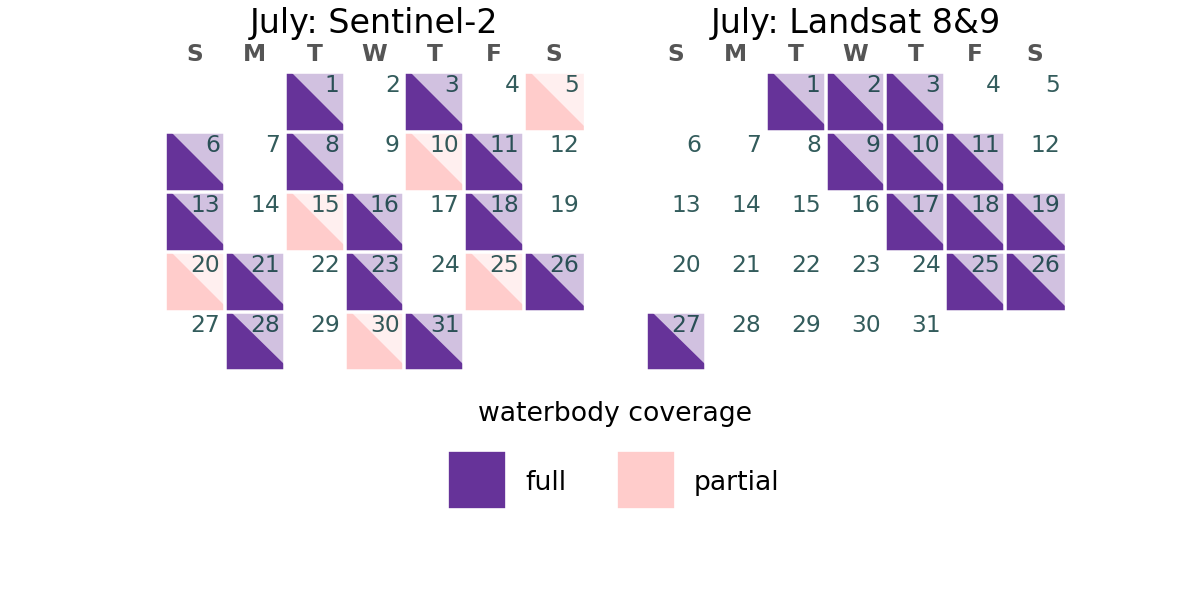 July: Sentinel-2
S M T W T F S
1 2 3 4 5
6 7 8 9 10 11 12
13 14 15 16 17 18 19
20 21 22 23 24 25 26
27 28 29 30 31
July: Landsat 8&9
S M T W T F S
1 2 3 4 5
6 7 8 9 10 11 12
13 14 15 16 17 18 19
20 21 22 23 24 25 26
27 28 29 30 31
waterbody coverage
full partial